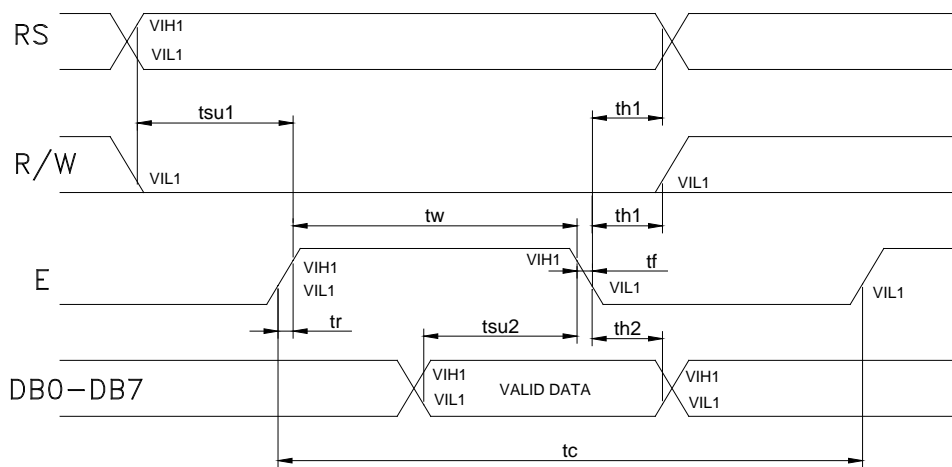 RS
VIH1
VIL1
tsu1
th1
R/W
VIL1
VIL1
tw
th1
E
VIH1
VIL1
VIH1
tf
VIL1
VIL1
tr
tsu2
th2
DB0-DB7
VIH1
VIL1
VALID DATA
VIH1
VIL1
tc